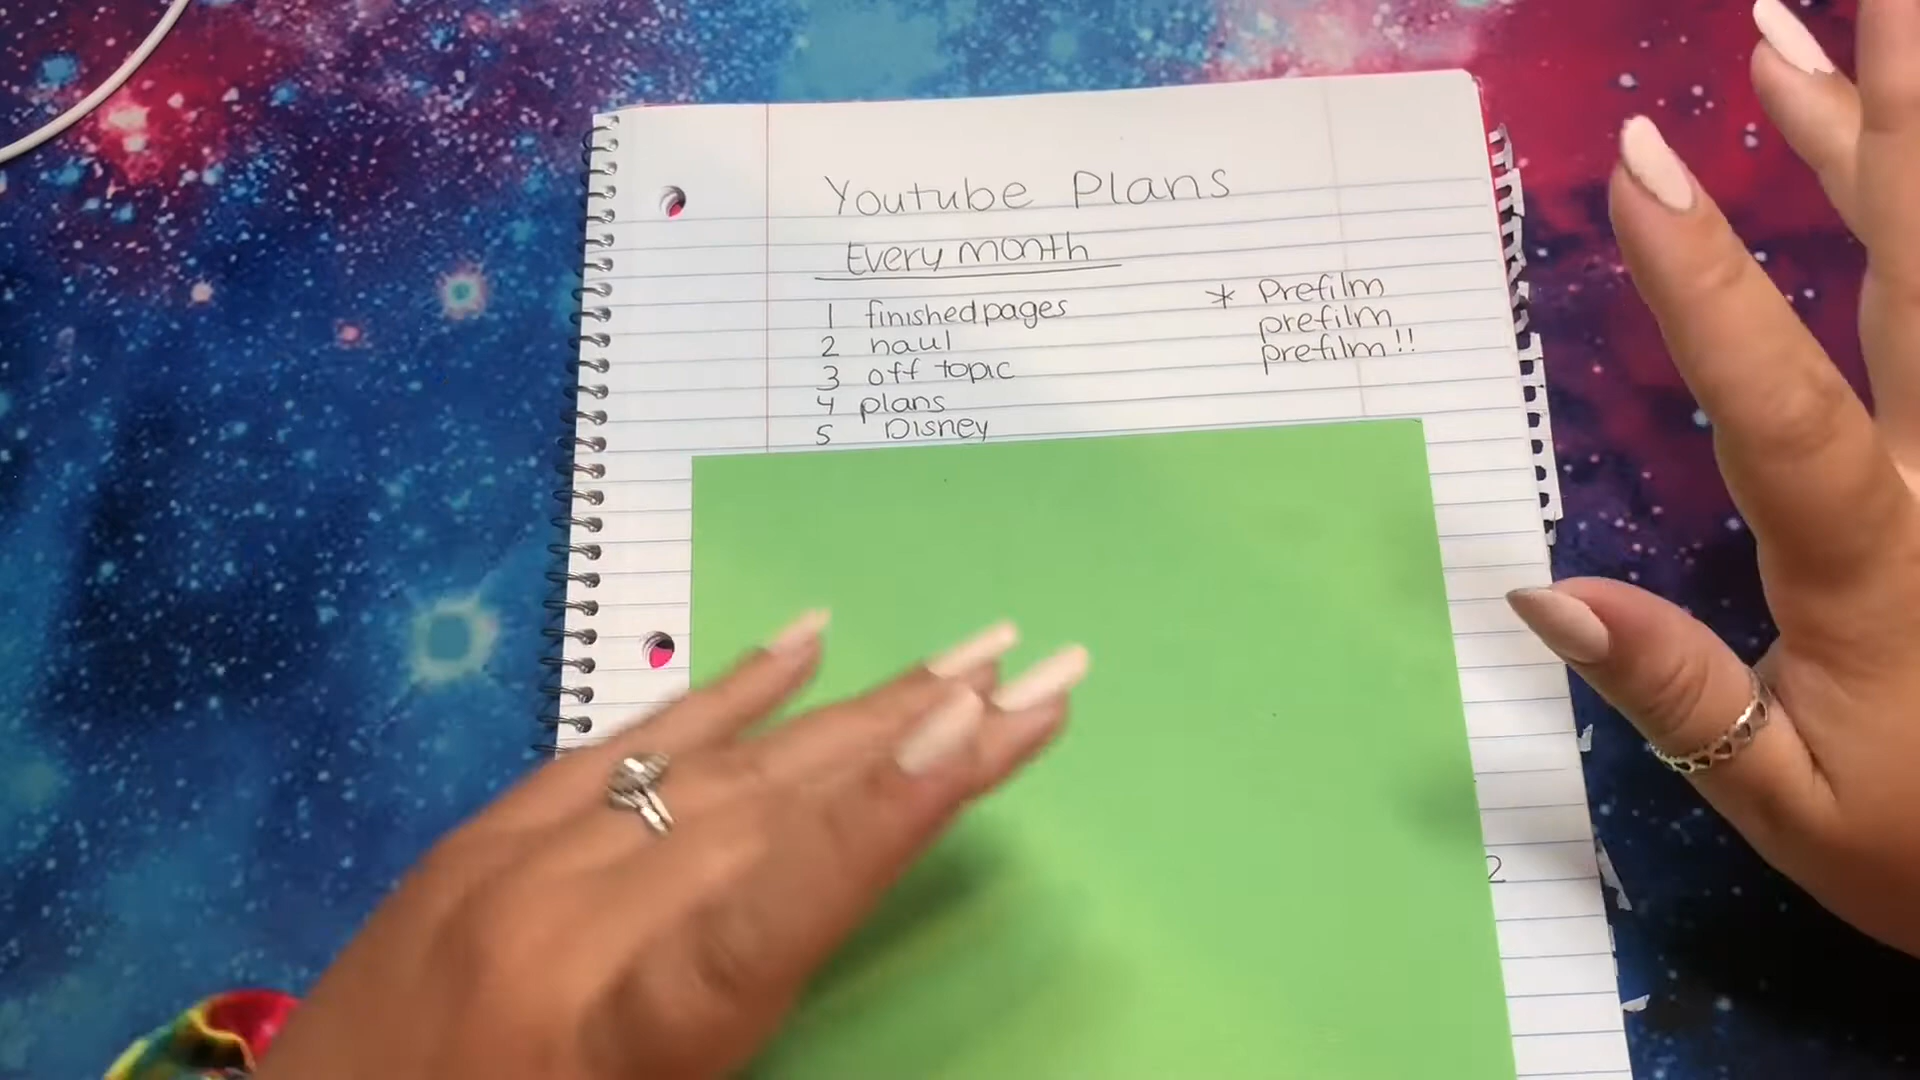 Youtube Plans
Every month
1 finished pages
2 haul
3 off topic
4 plans
5 Disney
* Prefilm
prefilm
prefilm!!
2